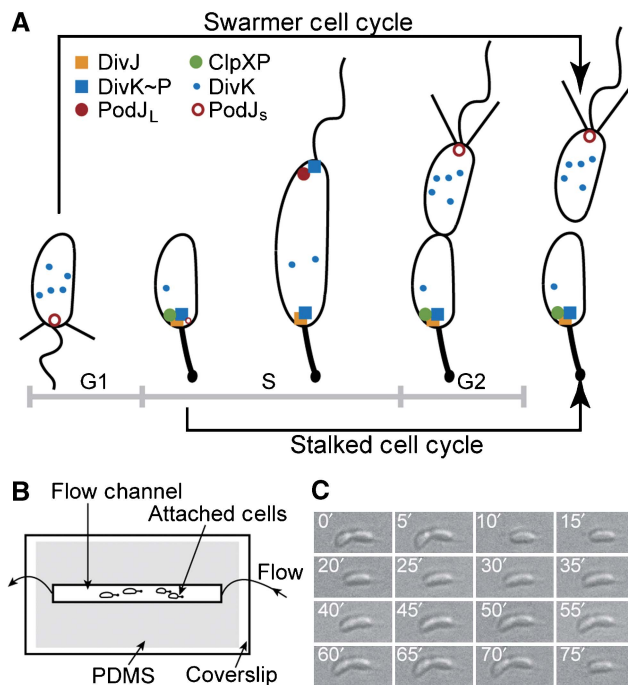 A
Swarmer cell cycle
DivJ
ClpXP
DivK~P
DivK
PodJL
PodJs
G1
S
G2
Stalked cell cycle
B
Flow channel
Attached cells
Flow
PDMS
Coverslip
C
0′ 5′ 10′ 15′
20′ 25′ 30′ 35′
40′ 45′ 50′ 55′
60′ 65′ 70′ 75′